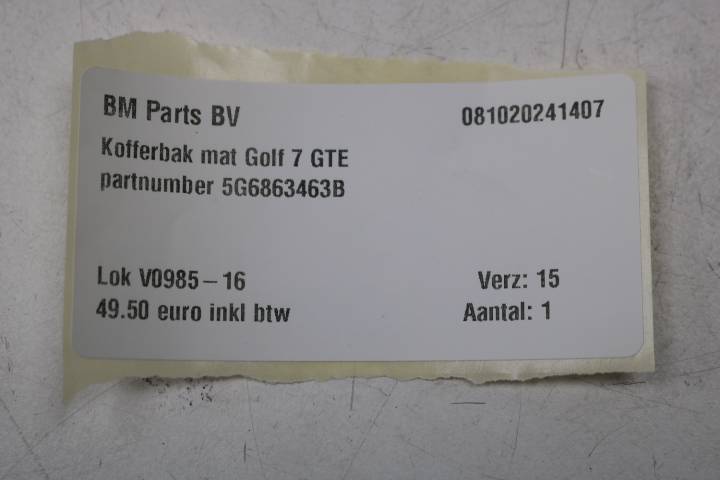 BM Parts BV 081020241407
Kofferbak mat Golf 7 GTE
partnumber 5G6863463B
Lok V0985-16 Verz: 15
49.50 euro inkl btw Aantal: 1